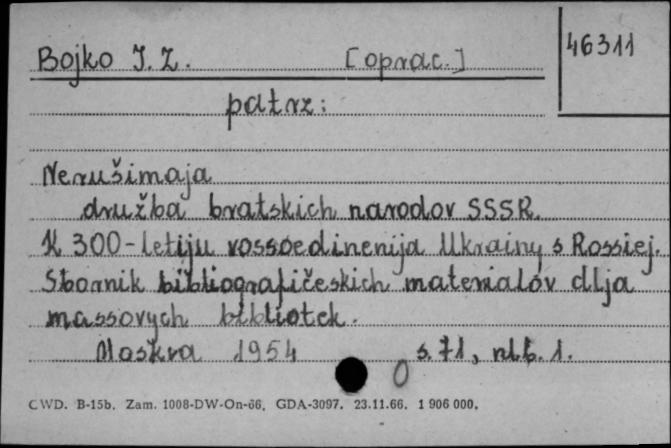 Bojko I. Z. [oprac.]
46311
patrz:
Nerušimaja
družba bratskich narodov SSSR.
K 300-letiju vossoedinenija Ukrainy s Rossiej.
Sbornik bibliografičeskich materialov dlja
massovych bibliotek.
Moskva 1954 s. 71, nlb. 1.
CWD. B-15b. Zam. 1008-DW-On-66. GDA-3097. 23.11.66. 1 906 000.